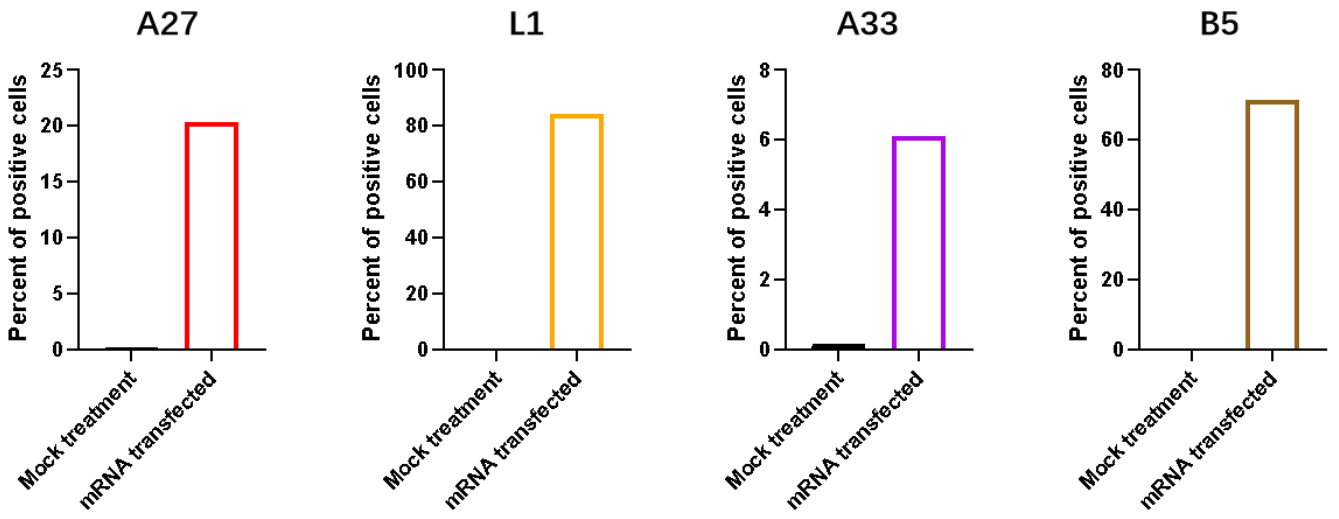 A27
Percent of positive cells
25
20
15
10
5
0
Mock treatment
mRNA transfected
L1
Percent of positive cells
100
80
60
40
20
0
Mock treatment
mRNA transfected
A33
Percent of positive cells
8
6
4
2
0
Mock treatment
mRNA transfected
B5
Percent of positive cells
80
60
40
20
0
Mock treatment
mRNA transfected